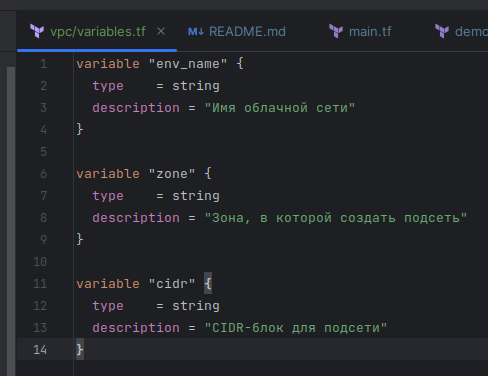 vpc/variables.tf × M↓ README.md main.tf demo
1 variable "env_name" {
2   type    = string
3   description = "Имя облачной сети"
4 }
5
6 variable "zone" {
7   type    = string
8   description = "Зона, в которой создать подсеть"
9 }
10
11 variable "cidr" {
12   type    = string
13   description = "CIDR-блок для подсети"
14 }